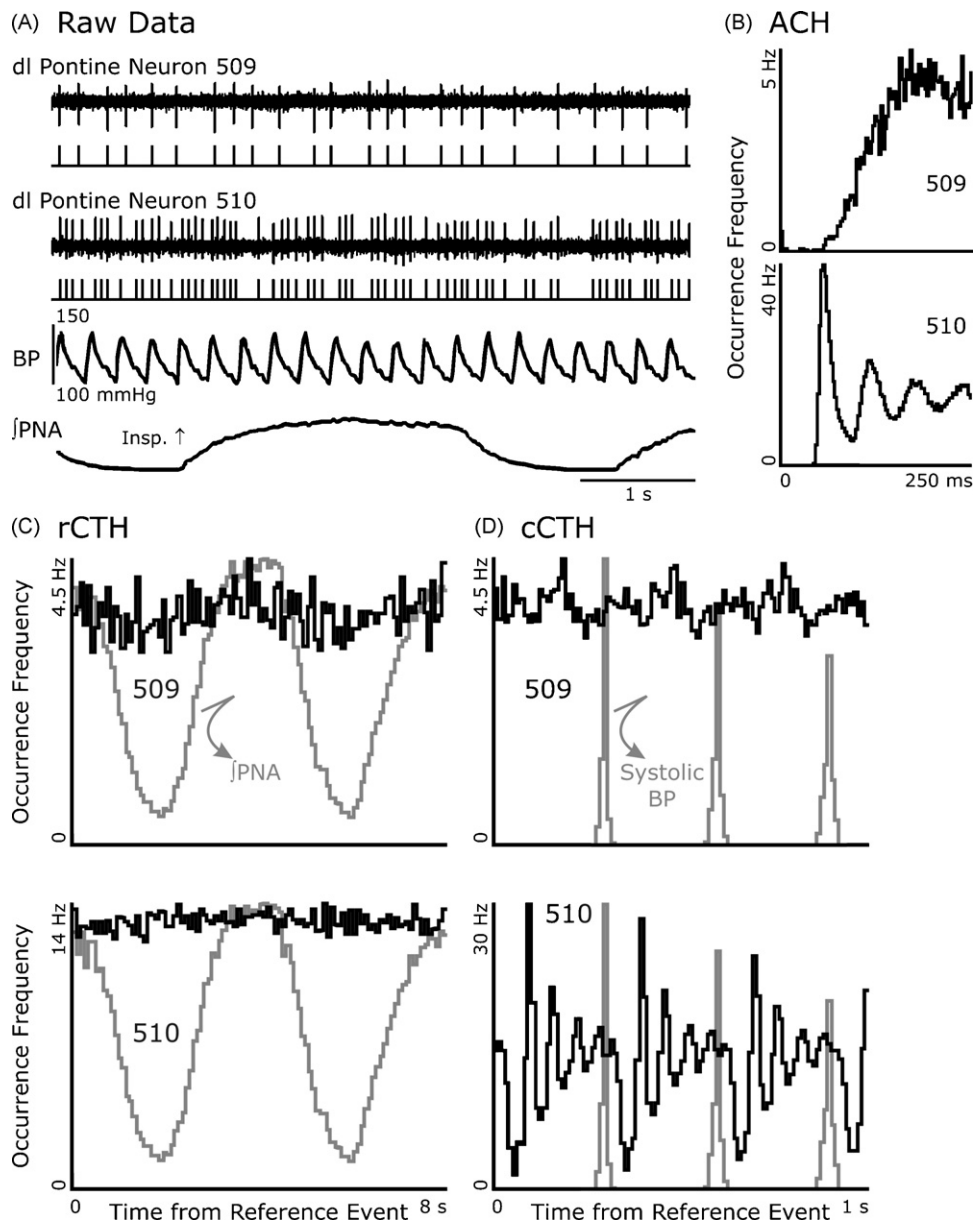 (A) Raw Data
dl Pontine Neuron 509
dl Pontine Neuron 510
150
BP
100 mmHg
∫PNA
Insp. ↑
1 s
(B) ACH
Occurrence Frequency
5 Hz
0
509
40 Hz
0
510
0
250 ms
(C) rCTH
Occurrence Frequency
4.5 Hz
0
509
∫PNA
Occurrence Frequency
14 Hz
0
510
0
Time from Reference Event
8 s
(D) cCTH
4.5 Hz
0
509
Systolic
BP
30 Hz
0
510
0
Time from Reference Event
1 s